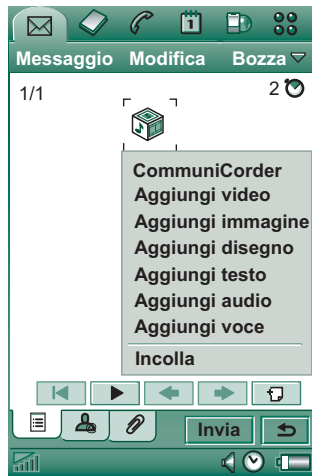 1
Messaggio Modifica Bozza
1/1 2
CommuniCorder
Aggiungi video
Aggiungi immagine
Aggiungi disegno
Aggiungi testo
Aggiungi audio
Aggiungi voce
Incolla
Invia